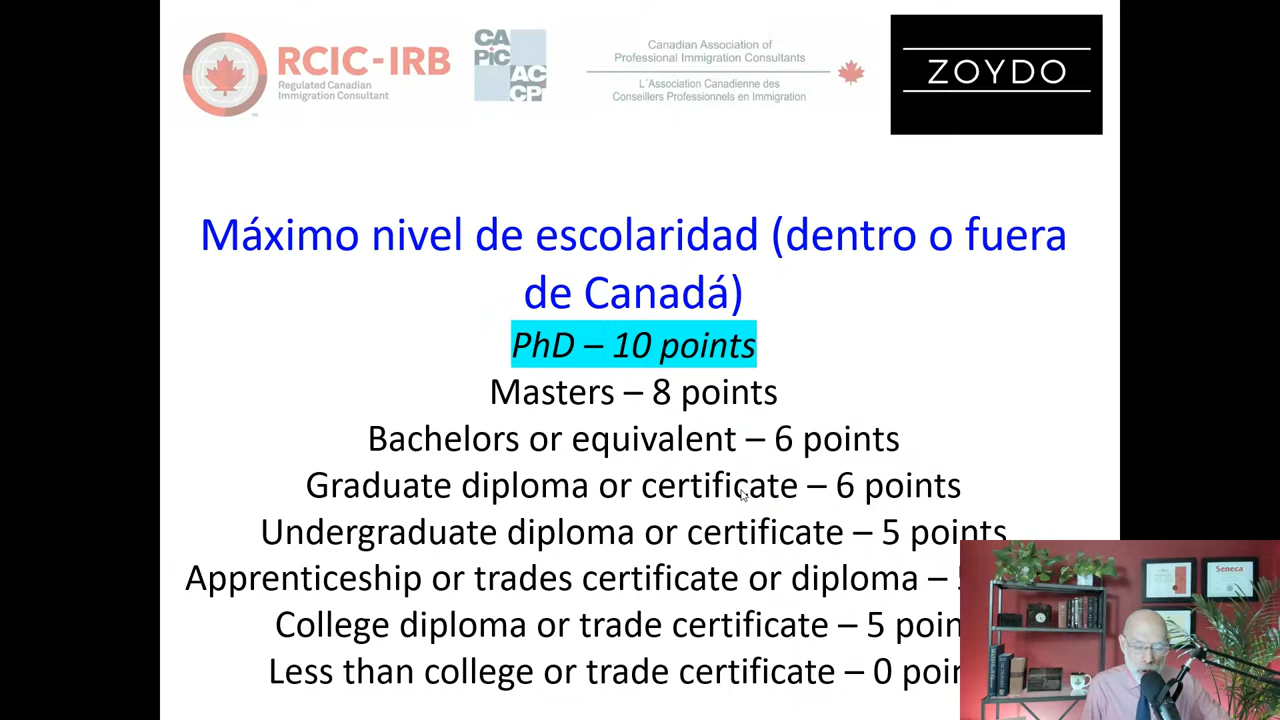 RCIC-IRB
Regulated Canadian
Immigration Consultant
CA
PiC
AC
CP
Canadian Association of
Professional Immigration Consultants
L´Association Canadienne des
Conseillers Professionnels en Immigration
ZOYDO
Máximo nivel de escolaridad (dentro o fuera
de Canadá)
PhD – 10 points
Masters – 8 points
Bachelors or equivalent – 6 points
Graduate diploma or certificate – 6 points
Undergraduate diploma or certificate – 5 points
Apprenticeship or trades certificate or diploma –
College diploma or trade certificate – 5 poin
Less than college or trade certificate – 0 poin
Seneca